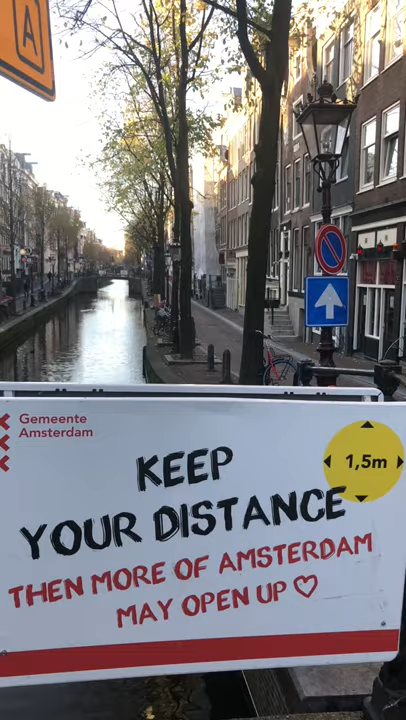 A
Gemeente
Amsterdam
1,5m
KEEP
YOUR DISTANCE
THEN MORE OF AMSTERDAM
MAY OPEN UP